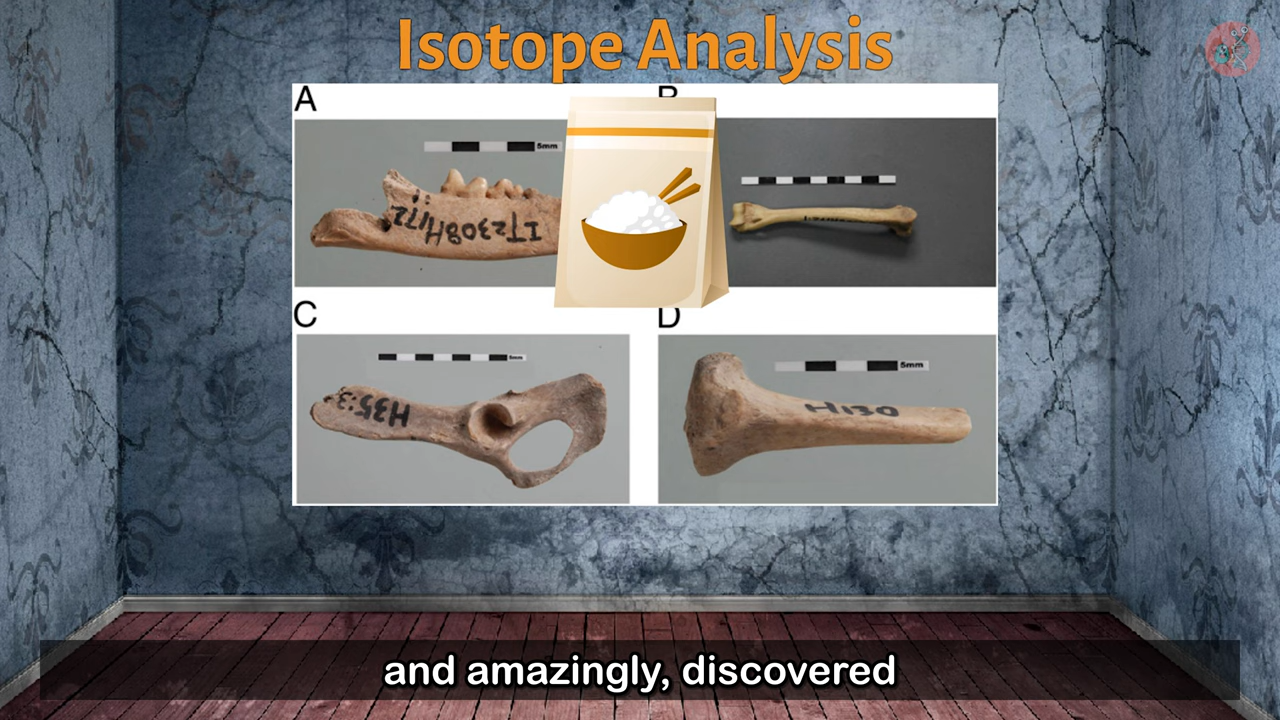 Isotope Analysis
A
B
5mm
IT2308H172
C
D
5mm
H35:3
5mm
H130
and amazingly, discovered